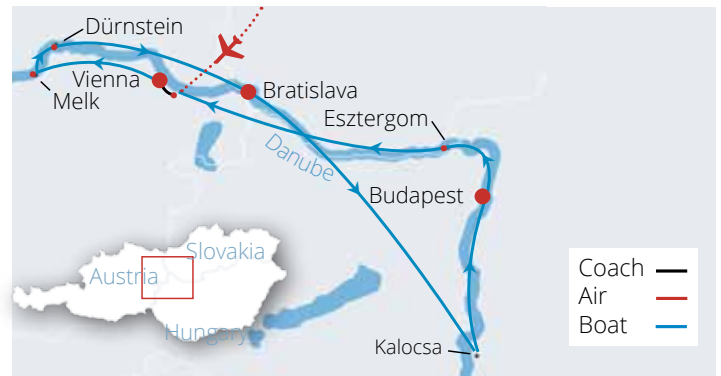 Dürnstein
Vienna
Melk
Bratislava
Esztergom
Danube
Budapest
Slovakia
Austria
Hungary
Kalocsa
Coach
Air
Boat